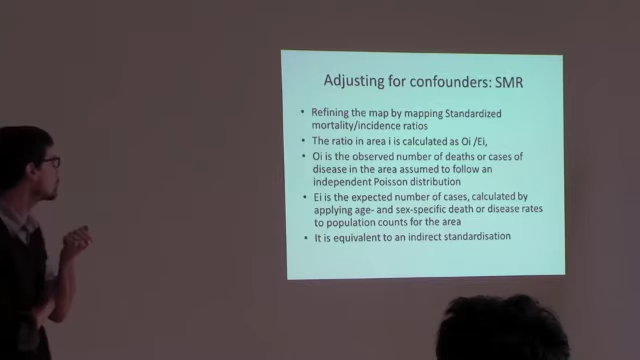 Adjusting for confounders: SMR
• Refining the map by mapping Standardized
mortality/incidence ratios
• The ratio in area i is calculated as Oi /Ei,
• Oi is the observed number of deaths or cases of
disease in the area assumed to follow an
independent Poisson distribution
• Ei is the expected number of cases, calculated by
applying age- and sex-specific death or disease rates
to population counts for the area
• It is equivalent to an indirect standardisation